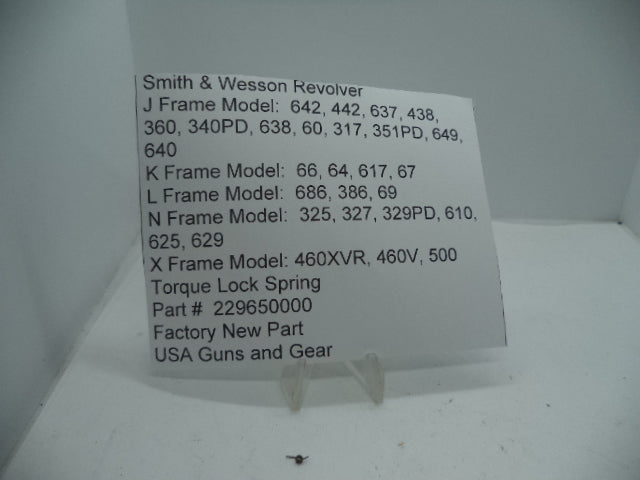 Smith & Wesson Revolver
J Frame Model: 642, 442, 637, 438,
360, 340PD, 638, 60, 317, 351PD, 649,
640
K Frame Model: 66, 64, 617, 67
L Frame Model: 686, 386, 69
N Frame Model: 325, 327, 329PD, 610,
625, 629
X Frame Model: 460XVR, 460V, 500
Torque Lock Spring
Part # 229650000
Factory New Part
USA Guns and Gear